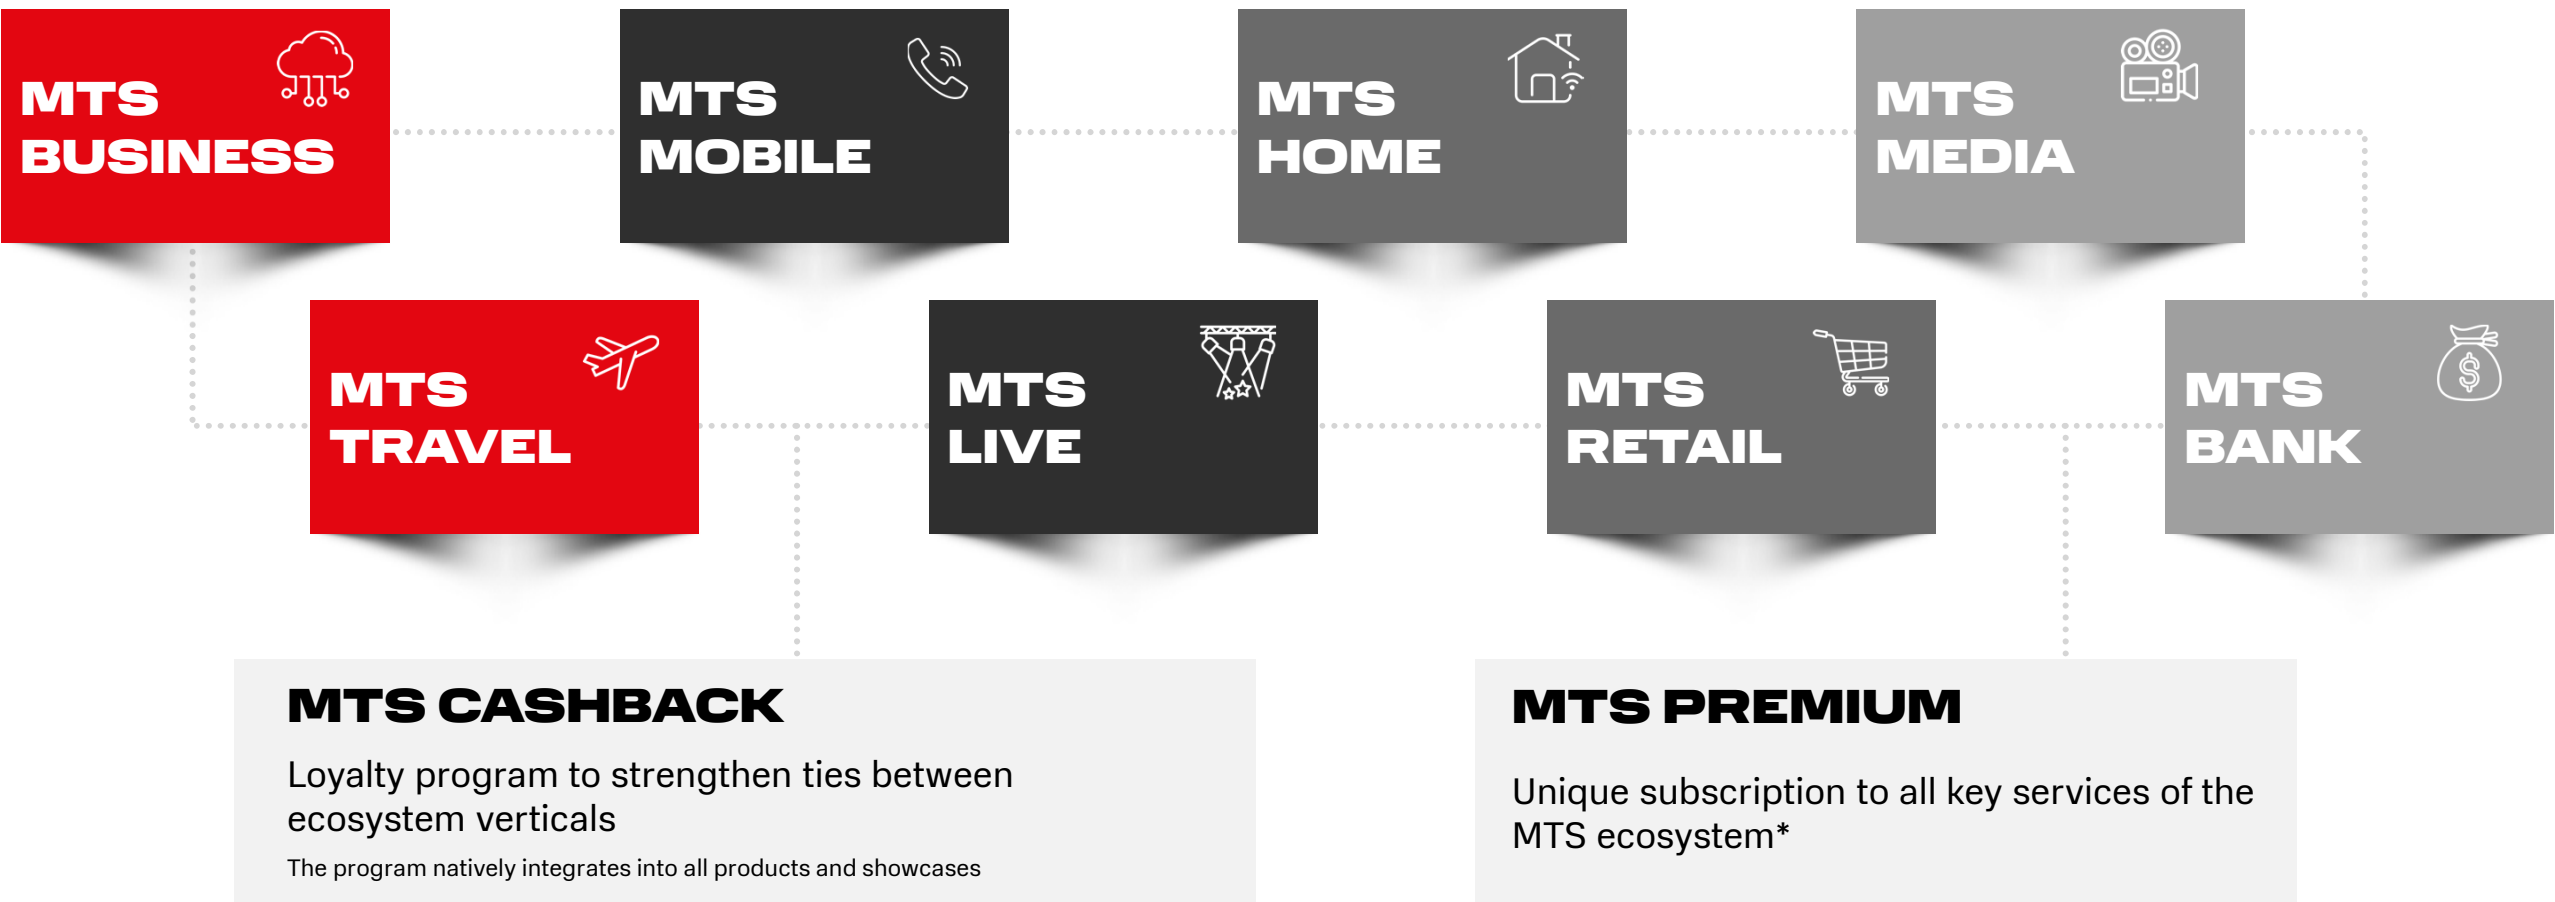 MTS
BUSINESS
MTS
MOBILE
MTS
HOME
MTS
MEDIA
MTS
TRAVEL
MTS
LIVE
MTS
RETAIL
MTS
BANK
MTS CASHBACK
Loyalty program to strengthen ties between
ecosystem verticals
The program natively integrates into all products and showcases
MTS PREMIUM
Unique subscription to all key services of the
MTS ecosystem*